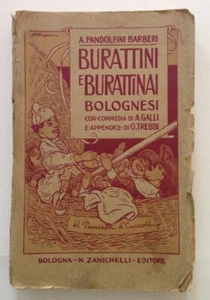 A. PANDOLFINI BARBERI
BURATTINI
E BURATTINAI
BOLOGNESI
CON COMMEDIA DI A. GALLI
E APPENDICE DI O. TREBBI
BOLOGNA - N. ZANICHELLI - EDITORE